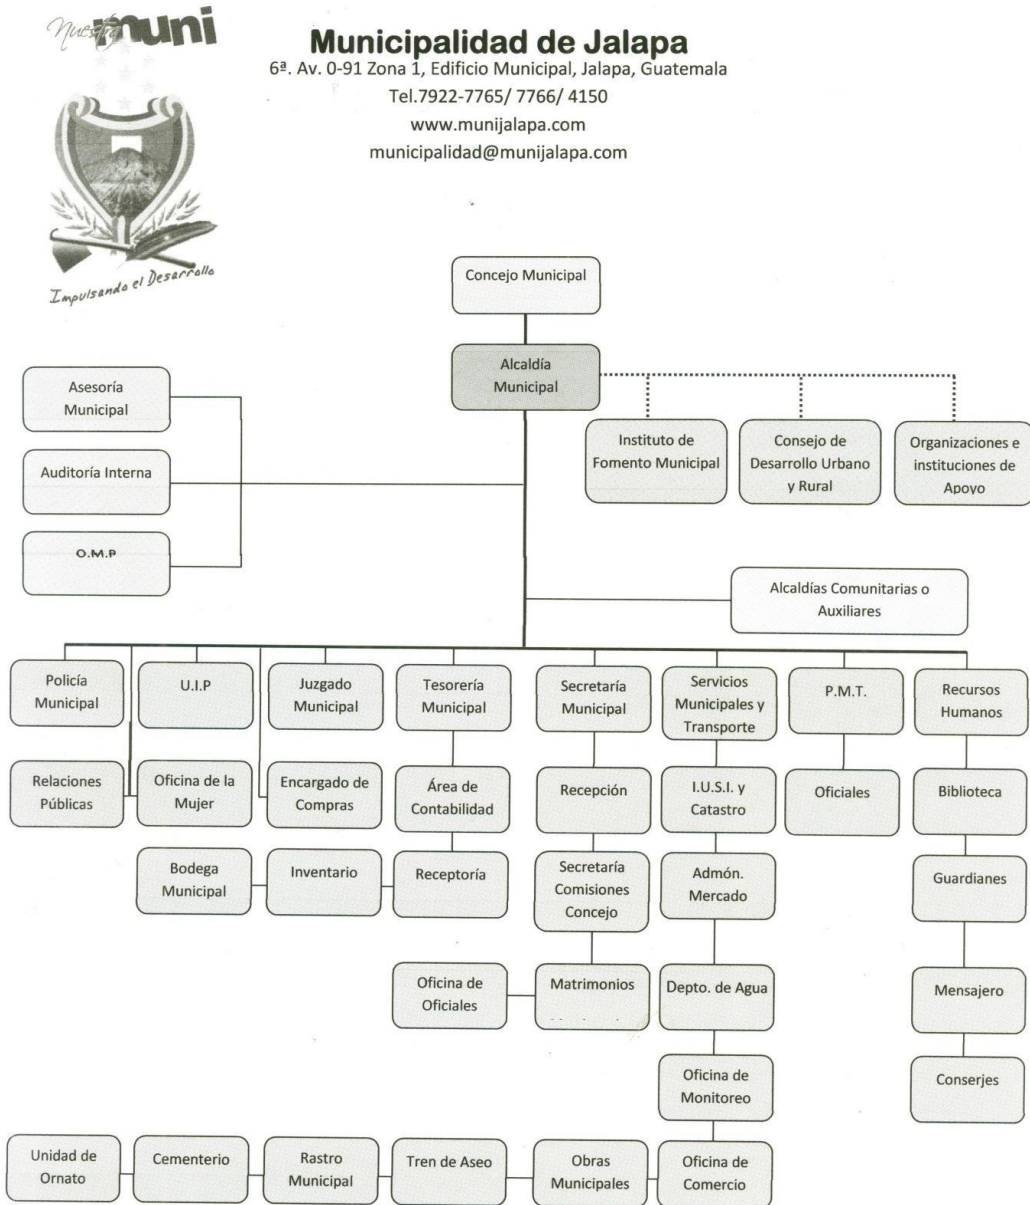 Nuestra muni
Municipalidad de Jalapa
6ª. Av. 0-91 Zona 1, Edificio Municipal, Jalapa, Guatemala
Tel.7922-7765/ 7766/ 4150
www.munijalapa.com
municipalidad@munijalapa.com
Impulsando el Desarrollo
Concejo Municipal
Alcaldía
Municipal
Asesoría
Municipal
Auditoría Interna
O.M.P
Instituto de
Fomento Municipal
Consejo de
Desarrollo Urbano
y Rural
Organizaciones e
instituciones de
Apoyo
Alcaldías Comunitarias o
Auxiliares
Policía
Municipal
U.I.P
Juzgado
Municipal
Tesorería
Municipal
Secretaría
Municipal
Servicios
Municipales y
Transporte
P.M.T.
Recursos
Humanos
Relaciones
Públicas
Oficina de la
Mujer
Encargado de
Compras
Área de
Contabilidad
Recepción
I.U.S.I. y
Catastro
Oficiales
Biblioteca
Bodega
Municipal
Inventario
Receptoría
Secretaría
Comisiones
Concejo
Admón.
Mercado
Guardianes
Oficina de
Oficiales
Matrimonios
Depto. de Agua
Mensajero
Oficina de
Monitoreo
Conserjes
Unidad de
Ornato
Cementerio
Rastro
Municipal
Tren de Aseo
Obras
Municipales
Oficina de
Comercio